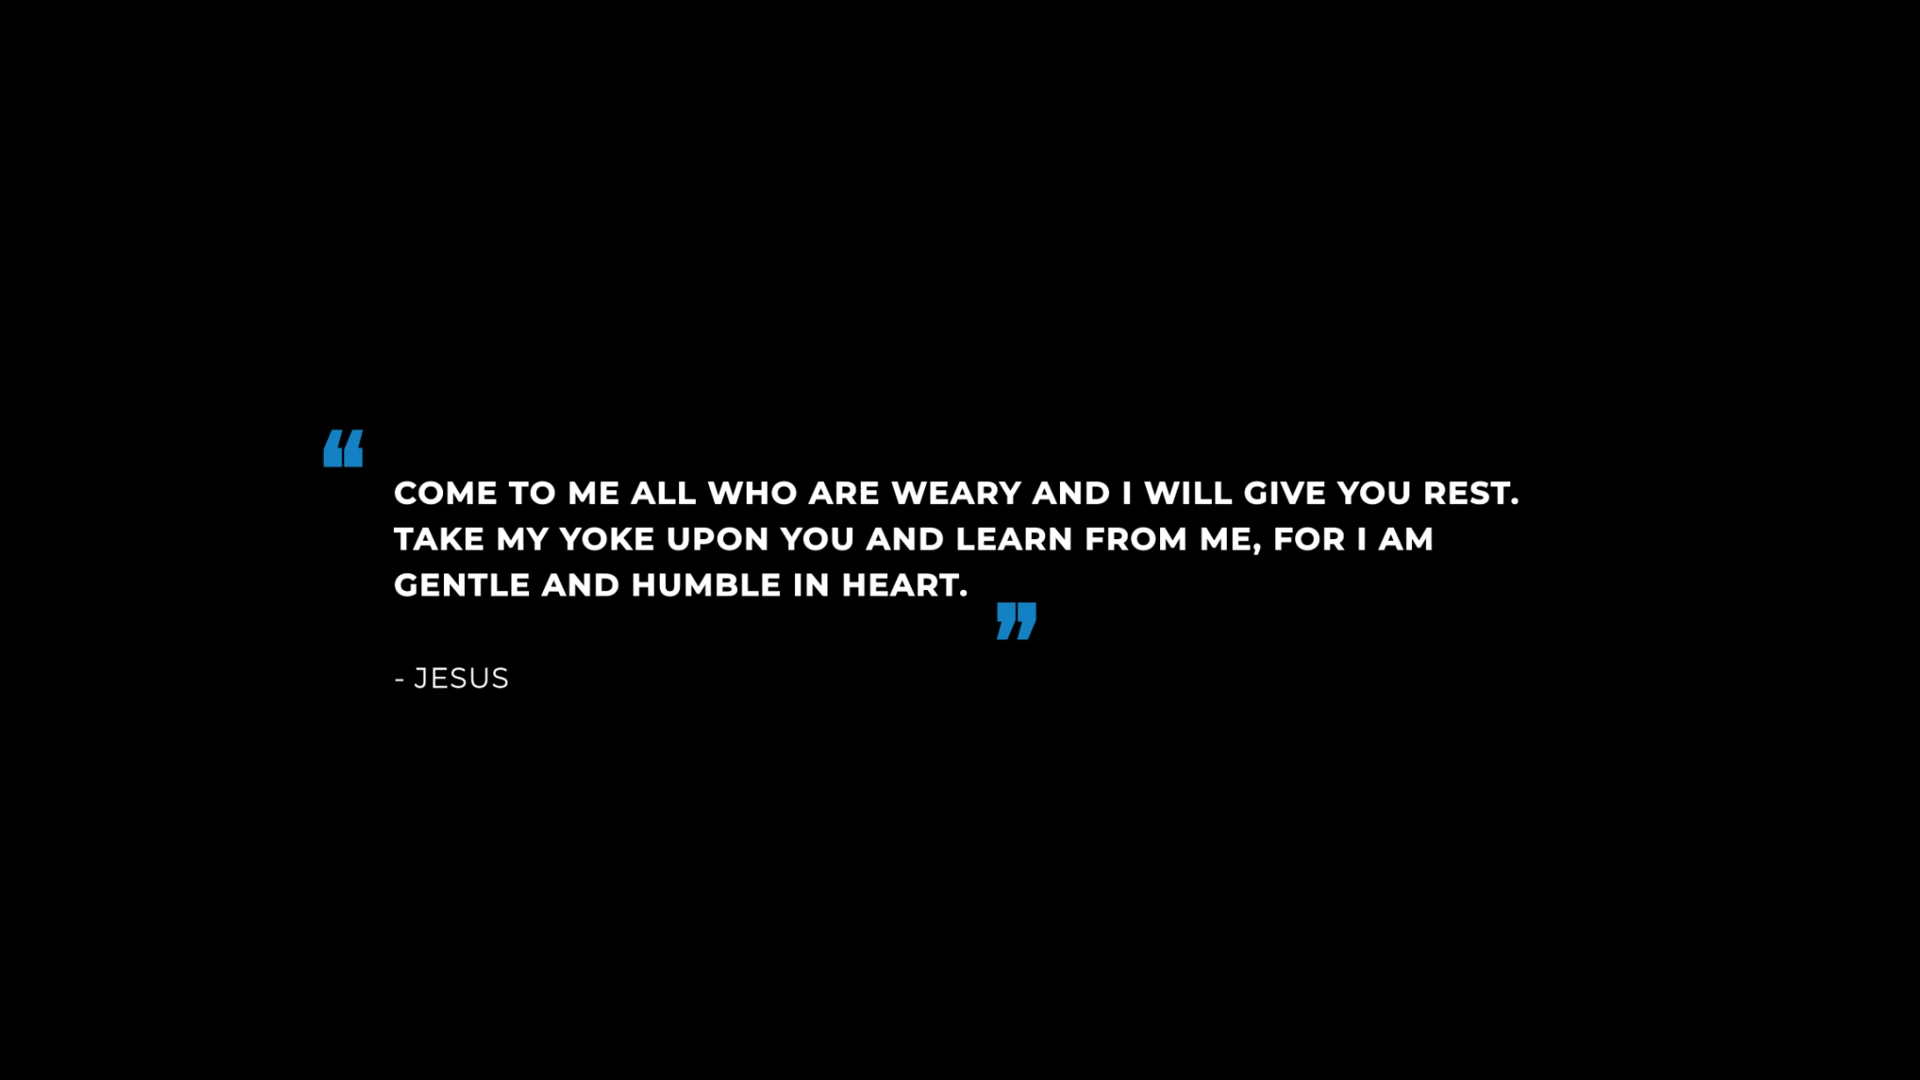 “
COME TO ME ALL WHO ARE WEARY AND I WILL GIVE YOU REST.
TAKE MY YOKE UPON YOU AND LEARN FROM ME, FOR I AM
GENTLE AND HUMBLE IN HEART.
”
- JESUS